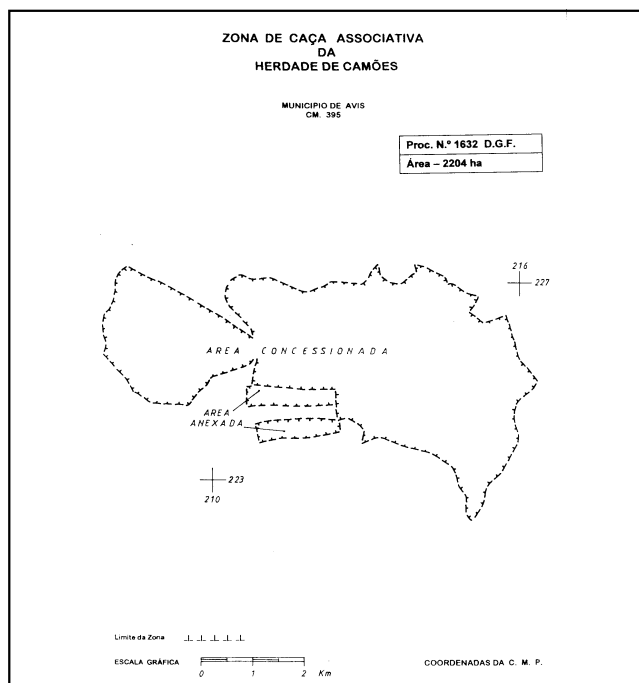 ZONA DE CAÇA ASSOCIATIVA
DA
HERDADE DE CAMÕES
MUNICIPIO DE AVIS
CM. 395
Proc. N.º 1632 D.G.F.
Área – 2204 ha
216
227
AREA CONCESSIONADA
AREA
ANEXADA
223
210
Limite da Zona
ESCALA GRÁFICA
0 1 2 Km
COORDENADAS DA C. M. P.